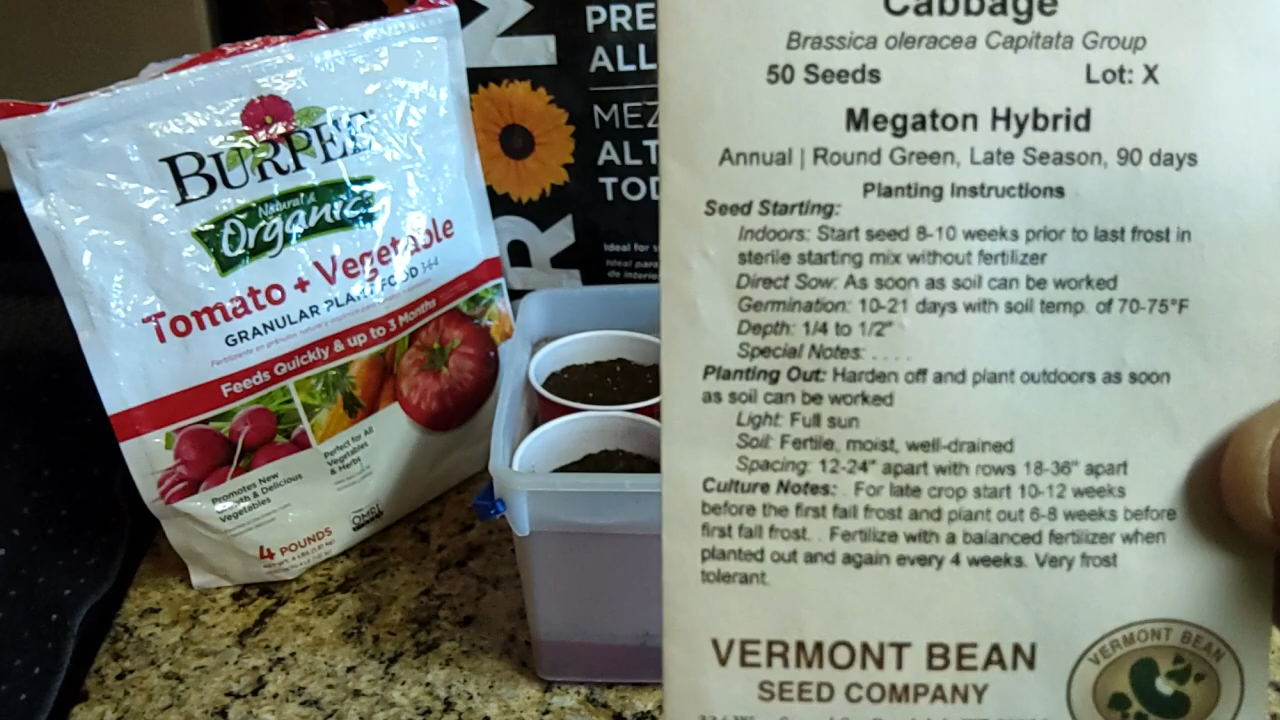 BURPEE
Natural &
Organic
Tomato + Vegetable
GRANULAR PLANT FOOD 3-6-4
Feeds Quickly & up to 3 Months
Promotes New
Growth & Delicious
Vegetables
Perfect for All
Vegetables
& Herbs
OMRI
4 POUNDS
PRE
ALL
MEZ
ALT
TOD
R
Ideal for s
Ideal para
de interio
Cabbage
Brassica oleracea Capitata Group
50 Seeds Lot: X
Megaton Hybrid
Annual | Round Green, Late Season, 90 days
Planting Instructions
Seed Starting:
Indoors: Start seed 8-10 weeks prior to last frost in
sterile starting mix without fertilizer
Direct Sow: As soon as soil can be worked
Germination: 10-21 days with soil temp. of 70-75°F
Depth: 1/4 to 1/2"
Special Notes: . . . .
Planting Out: Harden off and plant outdoors as soon
as soil can be worked
Light: Full sun
Soil: Fertile, moist, well-drained
Spacing: 12-24" apart with rows 18-36" apart
Culture Notes: . For late crop start 10-12 weeks
before the first fall frost and plant out 6-8 weeks before
first fall frost. . Fertilize with a balanced fertilizer when
planted out and again every 4 weeks. Very frost
tolerant.
VERMONT BEAN
SEED COMPANY
VERMONT BEAN